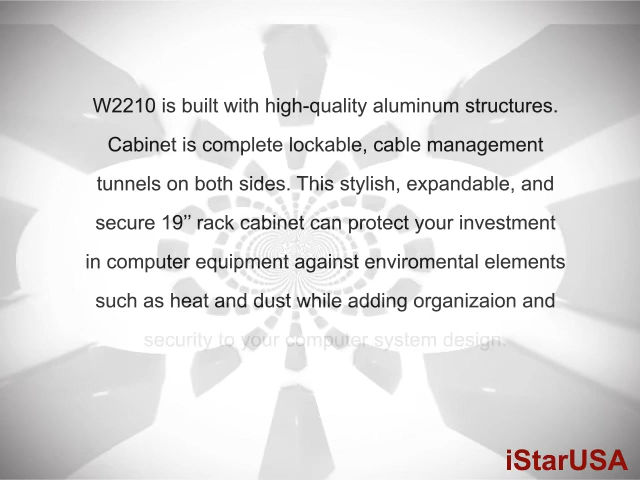 W2210 is built with high-quality aluminum structures.
Cabinet is complete lockable, cable management
tunnels on both sides. This stylish, expandable, and
secure 19’’ rack cabinet can protect your investment
in computer equipment against enviromental elements
such as heat and dust while adding organizaion and
security to your computer system design.
iStarUSA